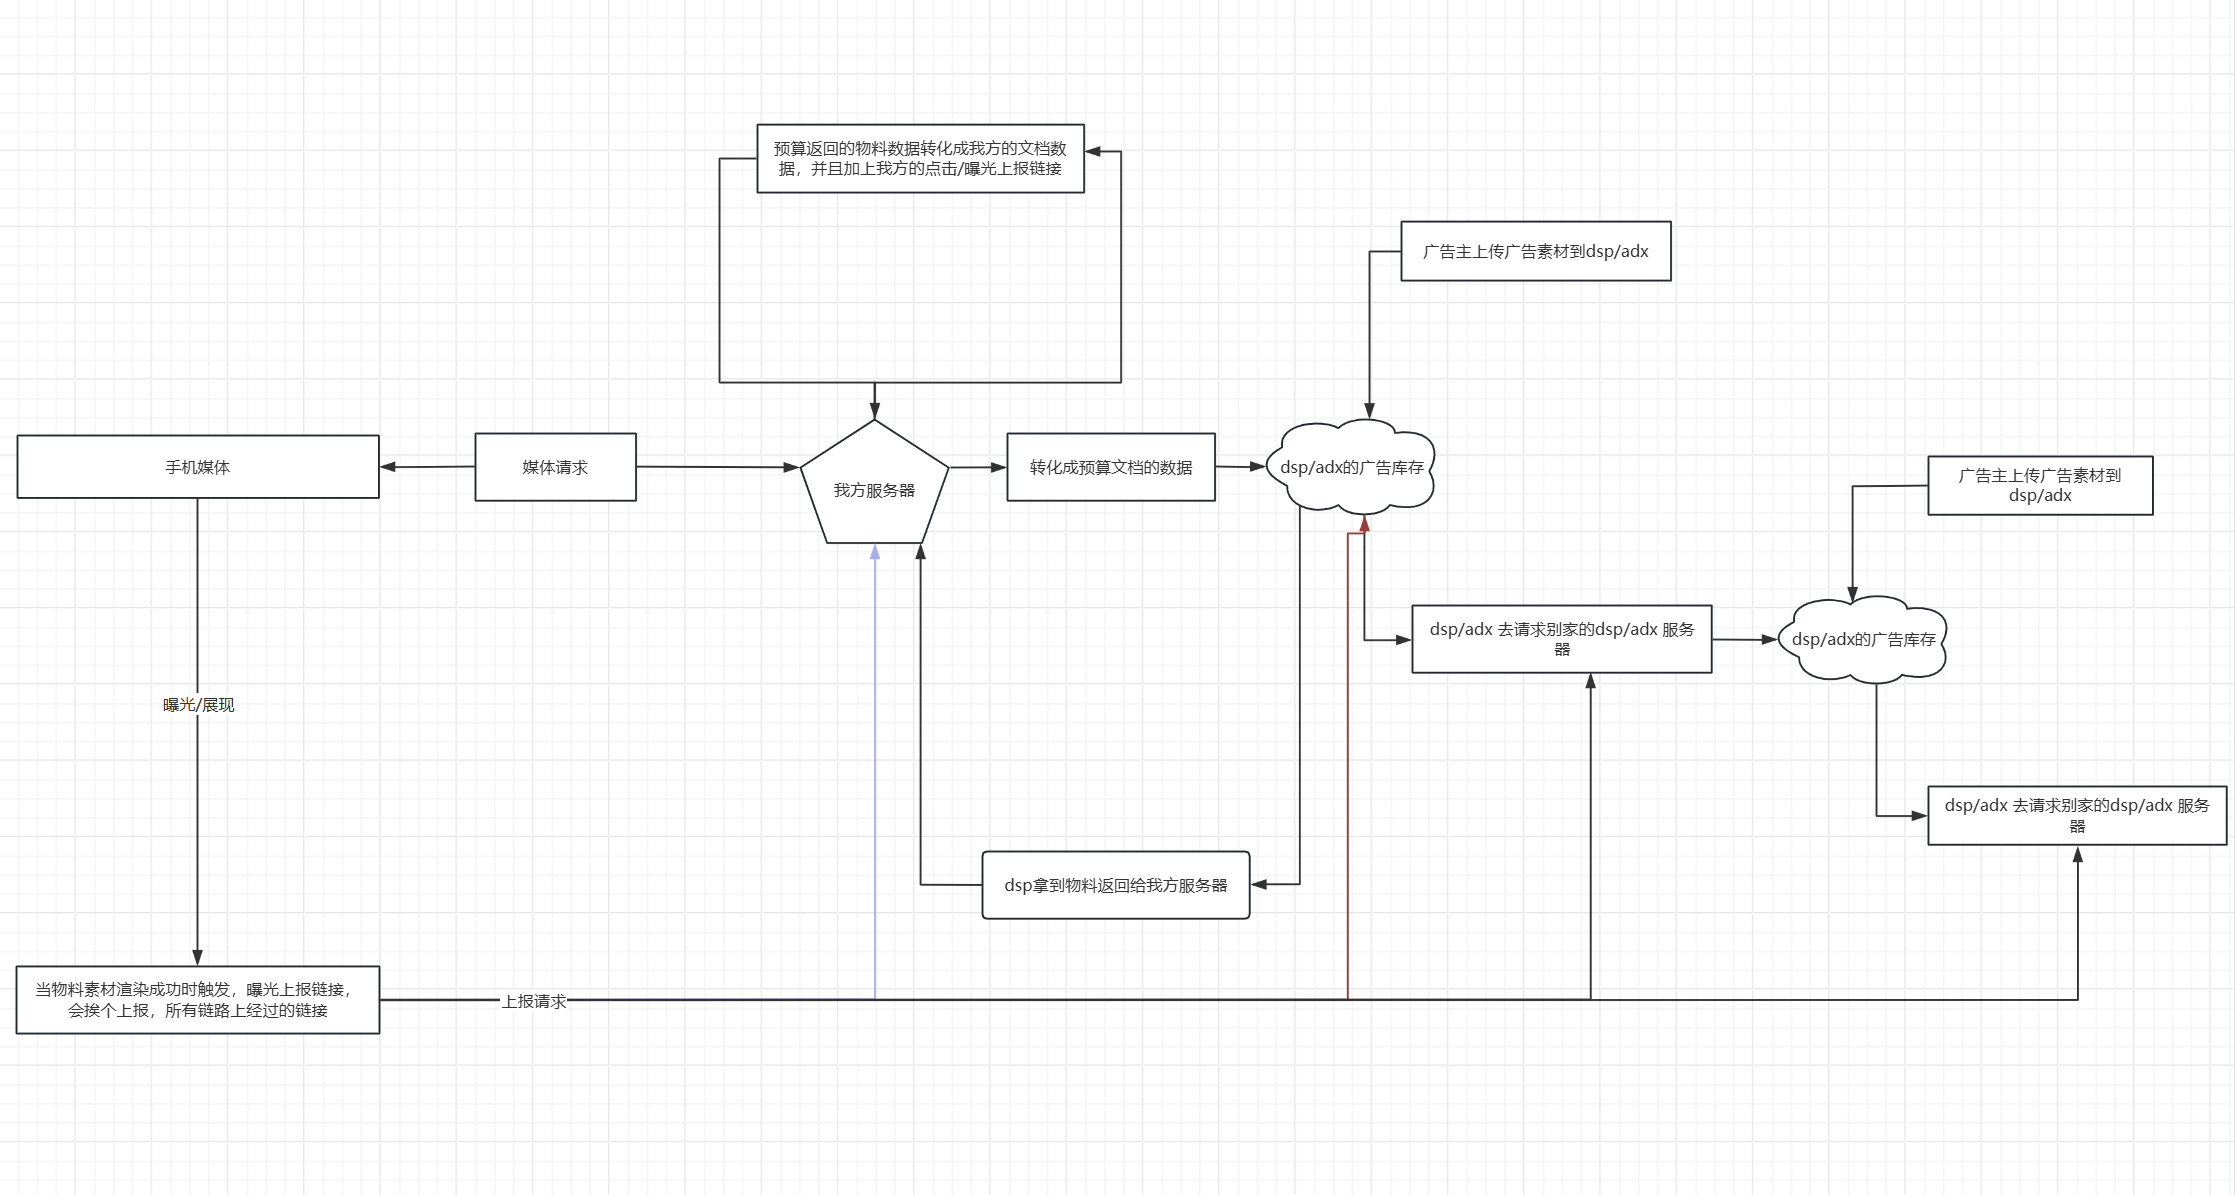 预算返回的物料数据转化成我方的文档数
据，并且加上我方的点击/曝光上报链接
广告主上传广告素材到dsp/adx
手机媒体
媒体请求
我方服务器
转化成预算文档的数据
dsp/adx的广告库存
广告主上传广告素材到
dsp/adx
dsp/adx 去请求别家的dsp/adx 服务
器
dsp/adx的广告库存
曝光/展现
dsp/adx 去请求别家的dsp/adx 服务
器
dsp拿到物料返回给我方服务器
当物料素材渲染成功时触发，曝光上报链接，
会挨个上报，所有链路上经过的链接
上报请求